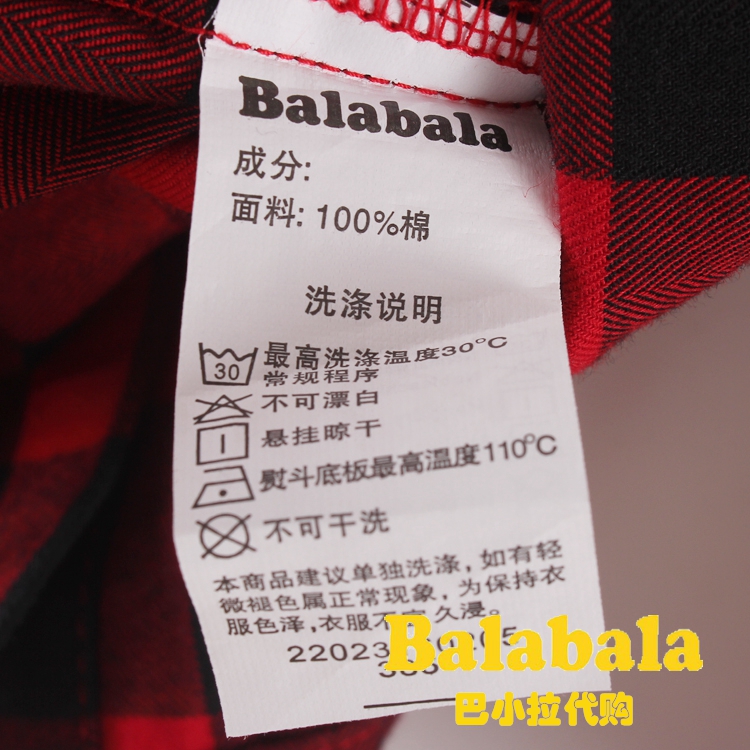 Balabala
成分:
面料: 100%棉
洗涤说明
30
最高洗涤温度30°C
常规程序
不可漂白
悬挂晾干
熨斗底板最高温度110°C
不可干洗
本商品建议单独洗涤，如有轻
微褪色属正常现象，为保持衣
服色泽，衣服不宜久浸。
Balabala
巴小拉代购